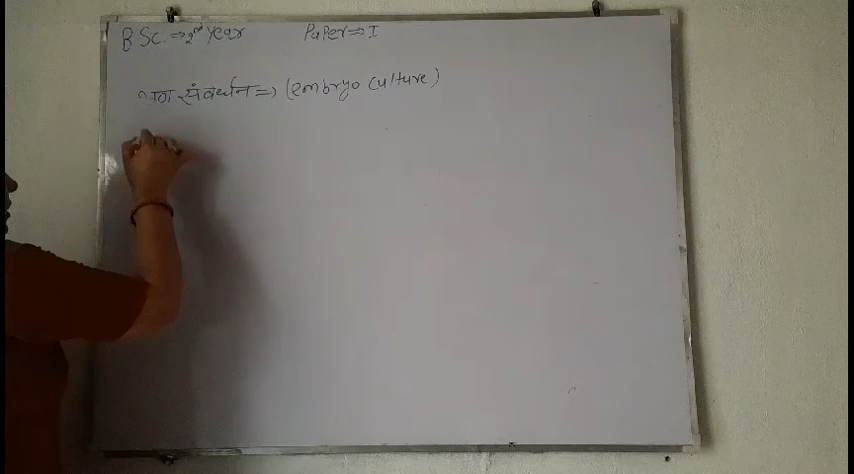 B Sc. => 2nd Year Paper => I
संवर्धन => (embryo culture)